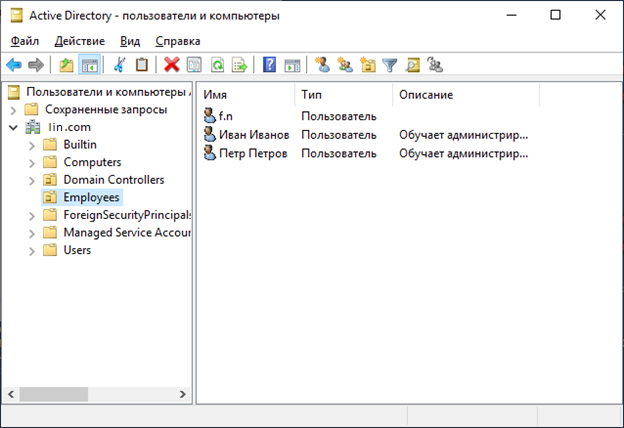 Active Directory - пользователи и компьютеры
Файл Действие Вид Справка
Пользователи и компьютеры
Сохраненные запросы
lin.com
Builtin
Computers
Domain Controllers
Employees
ForeignSecurityPrincipals
Managed Service Accour
Users
Имя Тип Описание
f.n Пользователь
Иван Иванов Пользователь Обучает администрир...
Петр Петров Пользователь Обучает администрир...